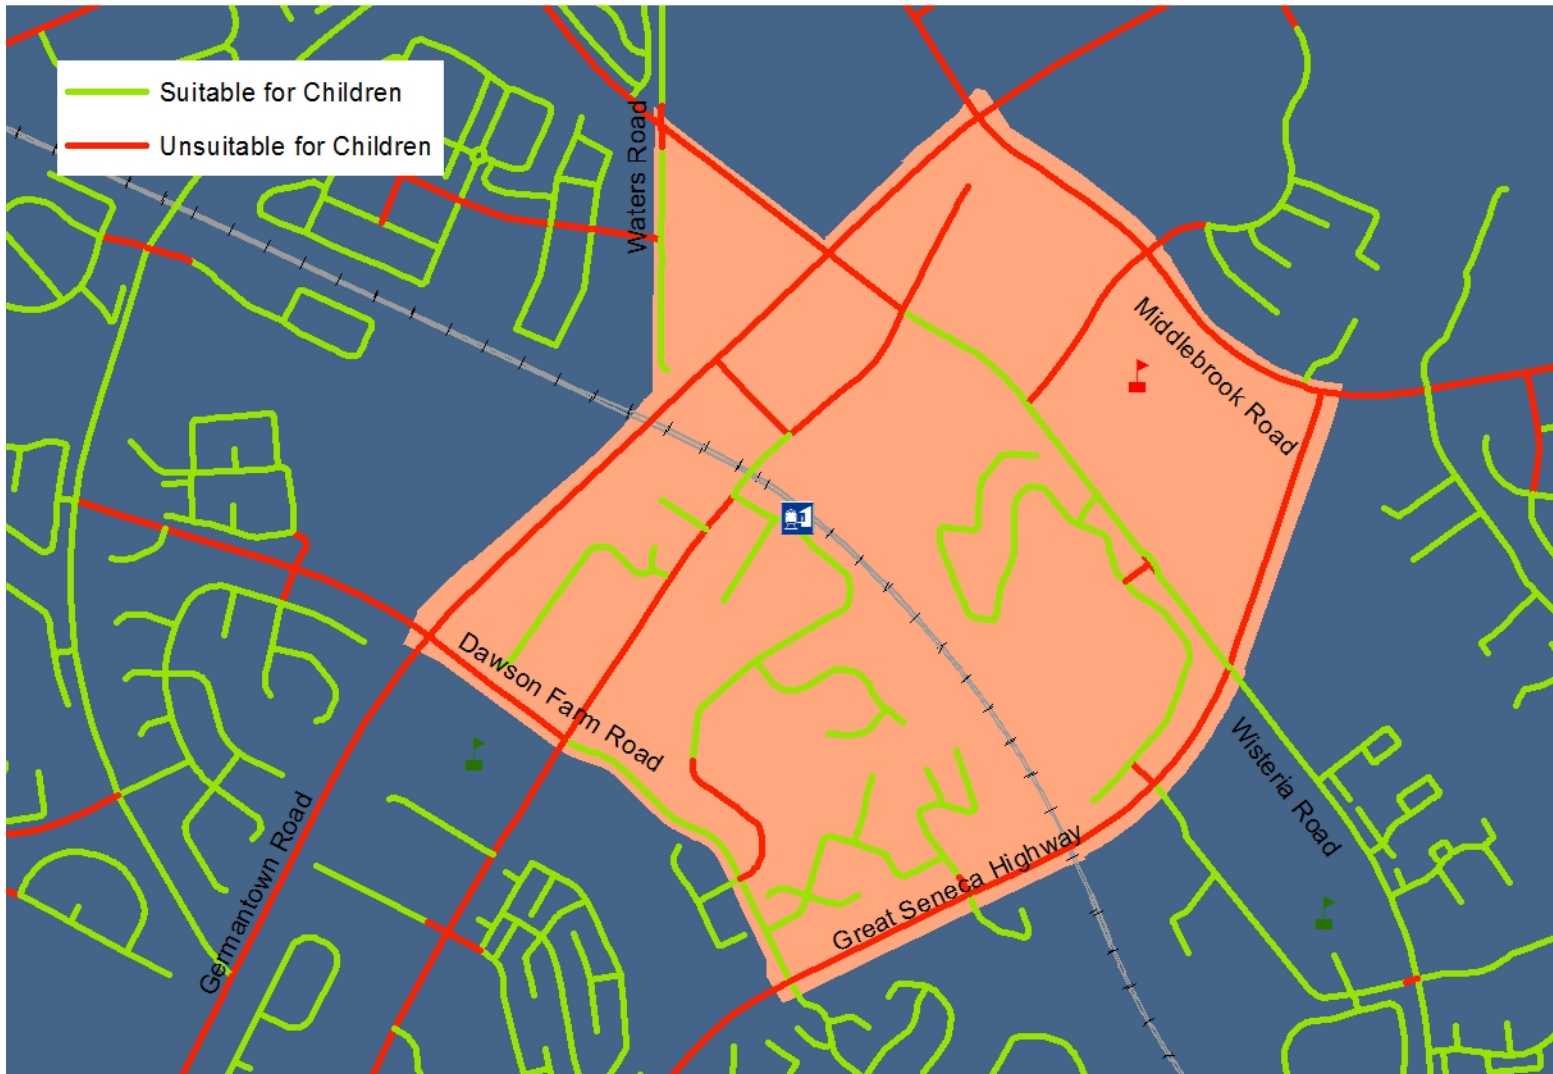 Suitable for Children
Unsuitable for Children
Waters Road
Middlebrook Road
Dawson Farm Road
Wisteria Road
Germantown Road
Great Seneca Highway